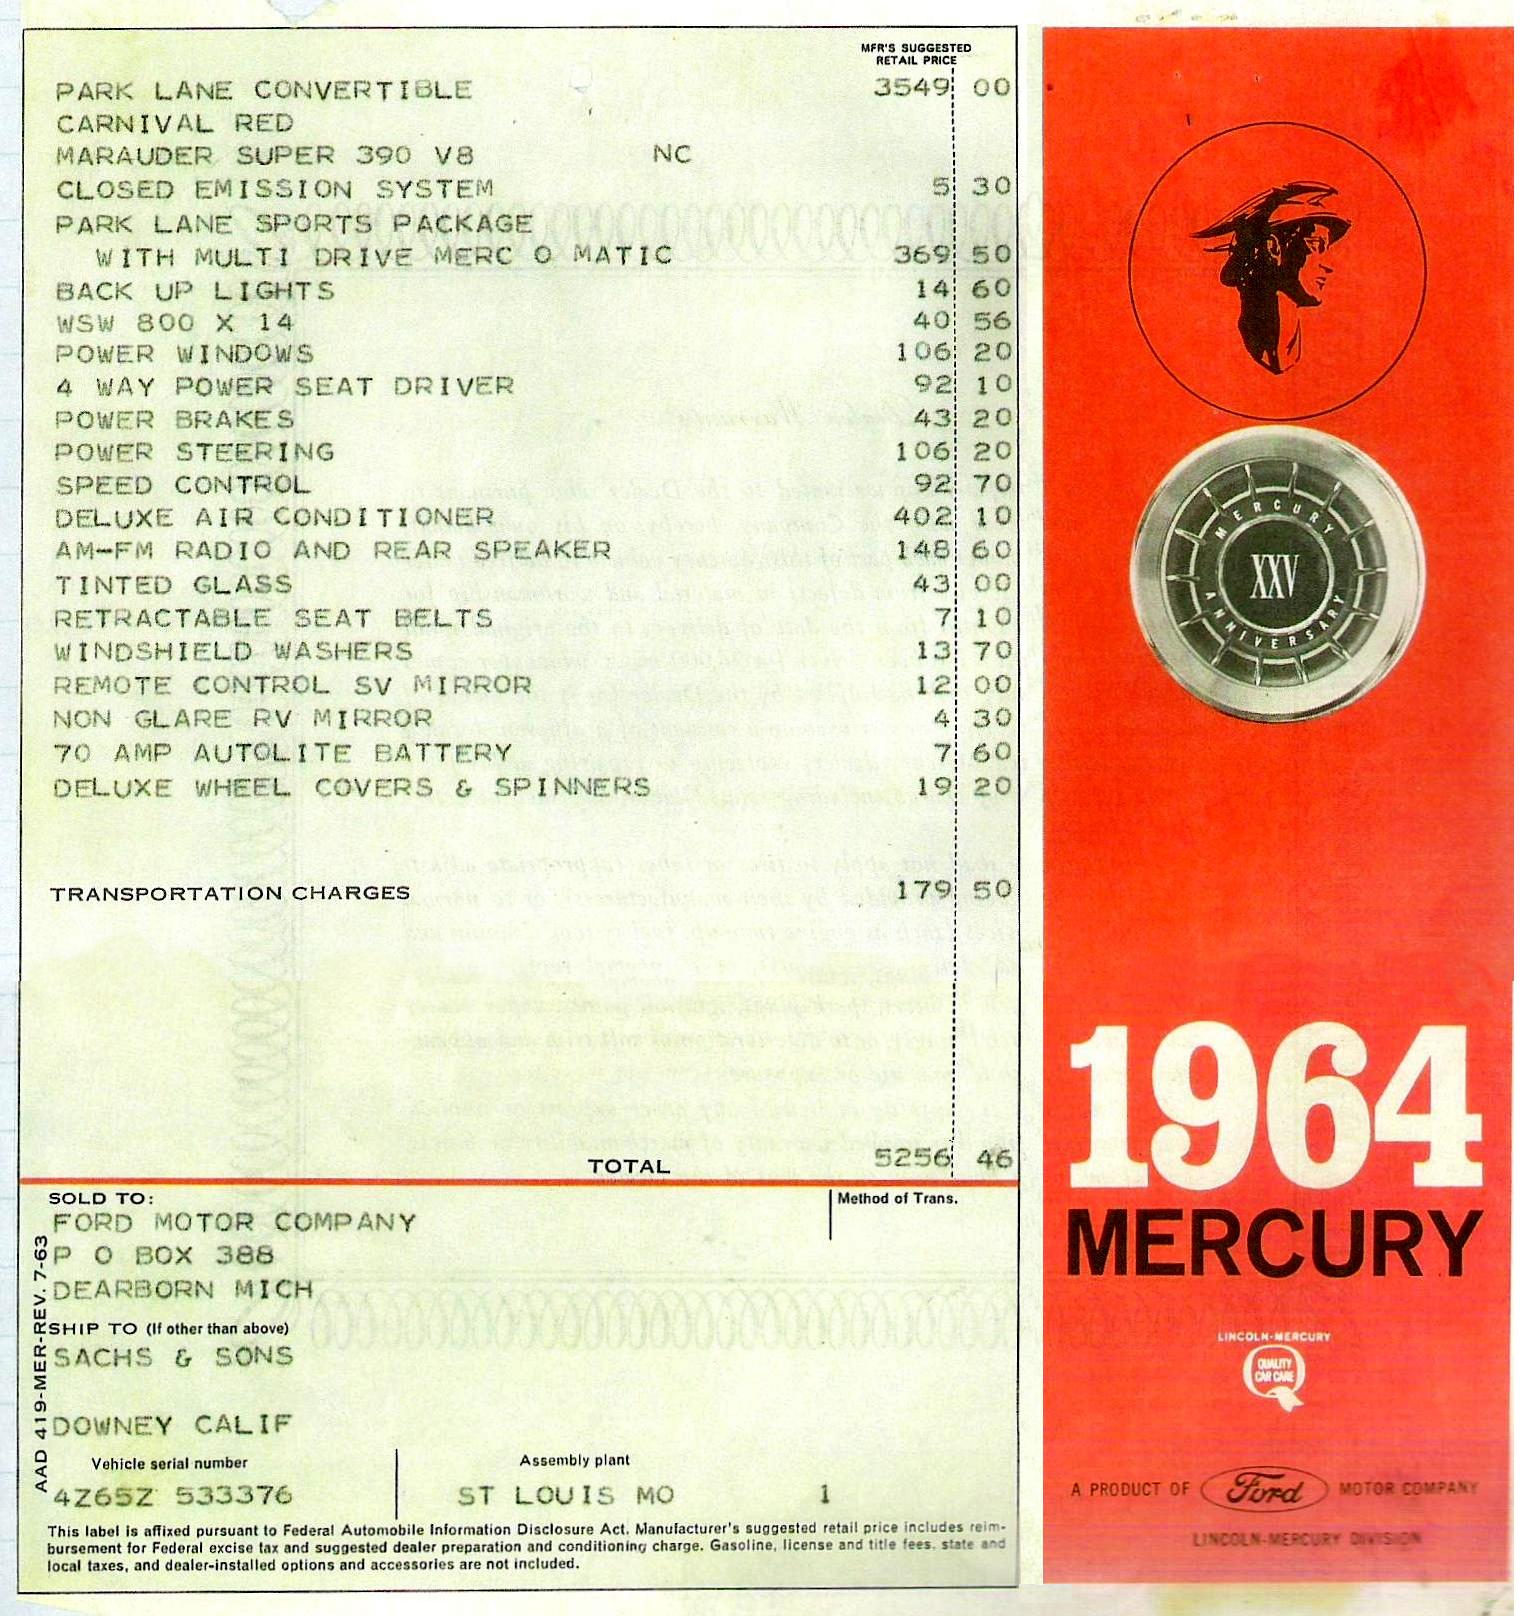 MFR'S SUGGESTED
RETAIL PRICE
PARK LANE CONVERTIBLE 3549 00
CARNIVAL RED
MARAUDER SUPER 390 V8 NC
CLOSED EMISSION SYSTEM 5 30
PARK LANE SPORTS PACKAGE
WITH MULTI DRIVE MERC O MATIC 369 50
BACK UP LIGHTS 14 60
WSW 800 X 14 40 56
POWER WINDOWS 106 20
4 WAY POWER SEAT DRIVER 92 10
POWER BRAKES 43 20
POWER STEERING 106 20
SPEED CONTROL 92 70
DELUXE AIR CONDITIONER 402 10
AM-FM RADIO AND REAR SPEAKER 148 60
TINTED GLASS 43 00
RETRACTABLE SEAT BELTS 7 10
WINDSHIELD WASHERS 13 70
REMOTE CONTROL SV MIRROR 12 00
NON GLARE RV MIRROR 4 30
70 AMP AUTOLITE BATTERY 7 60
DELUXE WHEEL COVERS & SPINNERS 19 20
TRANSPORTATION CHARGES 179 50
TOTAL 5256 46
SOLD TO: Method of Trans.
FORD MOTOR COMPANY
P O BOX 388
DEARBORN MICH
SHIP TO (If other than above)
SACHS & SONS
DOWNEY CALIF
AAD 419-MER-REV. 7-63
Vehicle serial number Assembly plant
4Z65Z 533376 ST LOUIS MO 1
This label is affixed pursuant to Federal Automobile Information Disclosure Act. Manufacturer's suggested retail price includes reim-
bursement for Federal excise tax and suggested dealer preparation and conditioning charge. Gasoline, license and title fees, state and
local taxes, and dealer-installed options and accessories are not included.
MERCURY
XXV
ANNIVERSARY
1964
MERCURY
LINCOLN-MERCURY
QUALITY
CAR CARE
A PRODUCT OF Ford MOTOR COMPANY
LINCOLN-MERCURY DIVISION